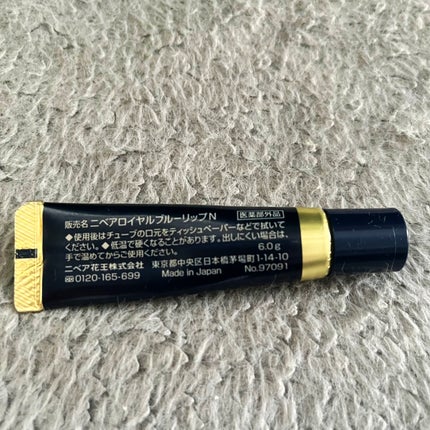 販売名 ニベアロイヤルブルーリップN 医薬部外品
◆使用後はチューブの口元をティッシュペーパーなどで拭いて
ください。◆低温で硬くなることがあります。出しにくい場合は、
手で温めてからご使用ください。 6.0g
ニベア花王株式会社 東京都中央区日本橋茅場町1-14-10
☎0120-165-699 Made in Japan No.97091